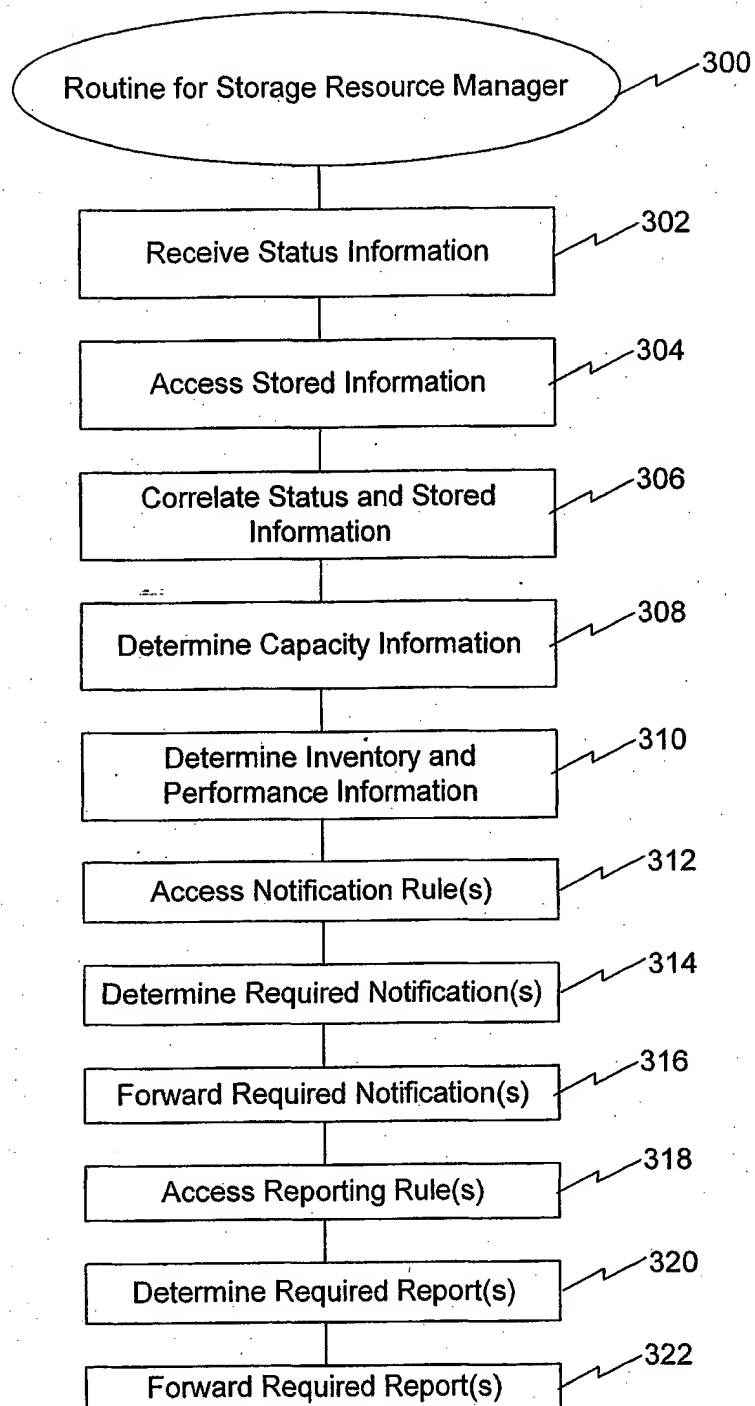 Routine for Storage Resource Manager
300
Receive Status Information
302
Access Stored Information
304
Correlate Status and Stored
Information
306
Determine Capacity Information
308
Determine Inventory and
Performance Information
310
Access Notification Rule(s)
312
Determine Required Notification(s)
314
Forward Required Notification(s)
316
Access Reporting Rule(s)
318
Determine Required Report(s)
320
Forward Required Report(s)
322